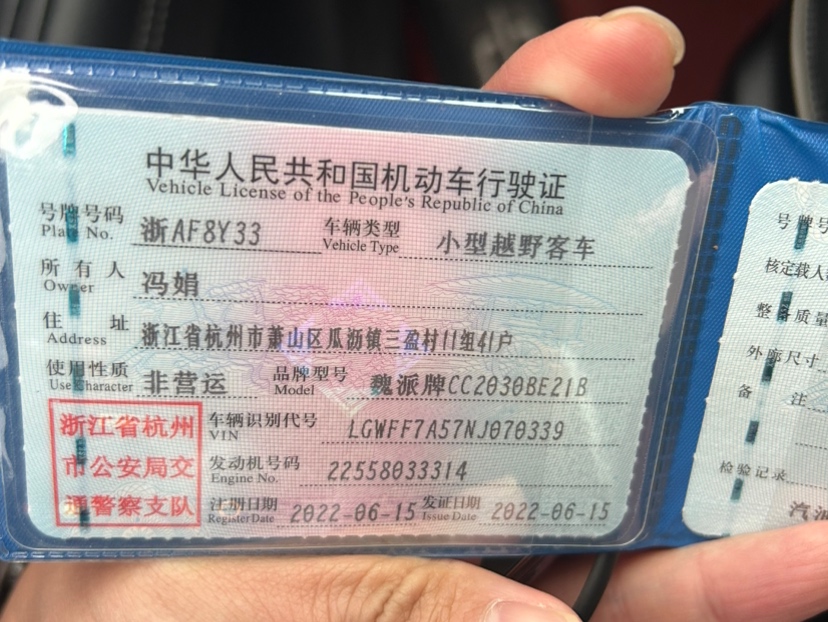 中华人民共和国机动车行驶证
Vehicle License of the People's Republic of China
号牌号码 浙AF8Y33 车辆类型 小型越野客车
Plate No. Vehicle Type
所有人 冯娟
Owner
住址 浙江省杭州市萧山区瓜沥镇三盈村11组41户
Address
使用性质 非营运 品牌型号 魏派牌CC2030BE21B
Use Character Model
浙江省杭州
市公安局交
通警察支队
车辆识别代号 LGWFF7A57NJ070339
VIN
发动机号码 22558033314
Engine No.
注册日期 2022-06-15 发证日期 2022-06-15
Register Date Issue Date
号牌号
核定载人
整备质量
外廓尺寸
备注
检验记录